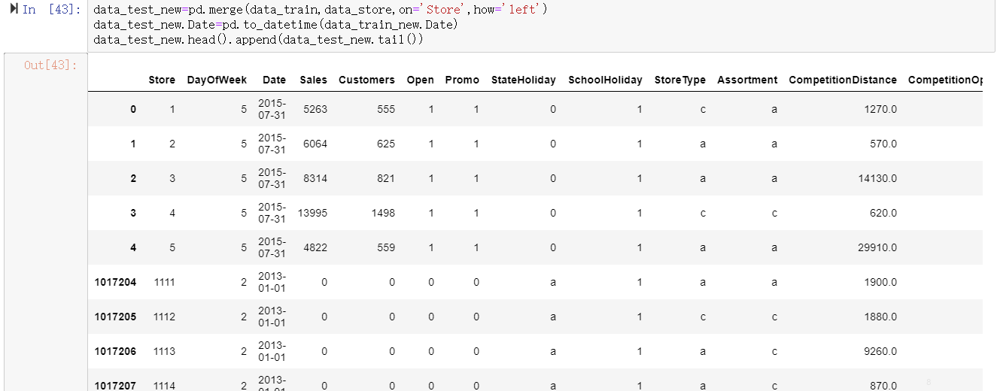 In [43]: data_test_new=pd.merge(data_train,data_store,on='Store',how='left')
data_test_new.Date=pd.to_datetime(data_train_new.Date)
data_test_new.head().append(data_test_new.tail())
Out[43]:
Store DayOfWeek Date Sales Customers Open Promo StateHoliday SchoolHoliday StoreType Assortment CompetitionDistance CompetitionOp
0 1 5 2015-07-31 5263 555 1 1 0 1 c a 1270.0
1 2 5 2015-07-31 6064 625 1 1 0 1 a a 570.0
2 3 5 2015-07-31 8314 821 1 1 0 1 a a 14130.0
3 4 5 2015-07-31 13995 1498 1 1 0 1 c c 620.0
4 5 5 2015-07-31 4822 559 1 1 0 1 a a 29910.0
1017204 1111 2 2013-01-01 0 0 0 0 a 1 a a 1900.0
1017205 1112 2 2013-01-01 0 0 0 0 a 1 c c 1880.0
1017206 1113 2 2013-01-01 0 0 0 0 a 1 a c 9260.0
1017207 1114 2 2013-01-01 0 0 0 0 a 1 a c 870.0